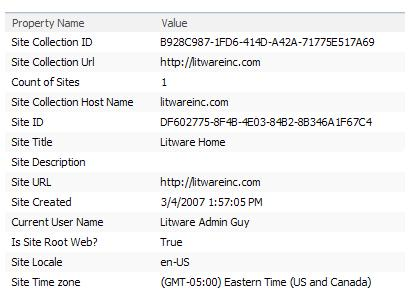 Property Name Value
Site Collection ID B928C987-1FD6-414D-A42A-71775E517A69
Site Collection Url http://litwareinc.com
Count of Sites 1
Site Collection Host Name litwareinc.com
Site ID DF602775-8F4B-4E03-84B2-8B346A1F67C4
Site Title Litware Home
Site Description
Site URL http://litwareinc.com
Site Created 3/4/2007 1:57:05 PM
Current User Name Litware Admin Guy
Is Site Root Web? True
Site Locale en-US
Site Time zone (GMT-05:00) Eastern Time (US and Canada)